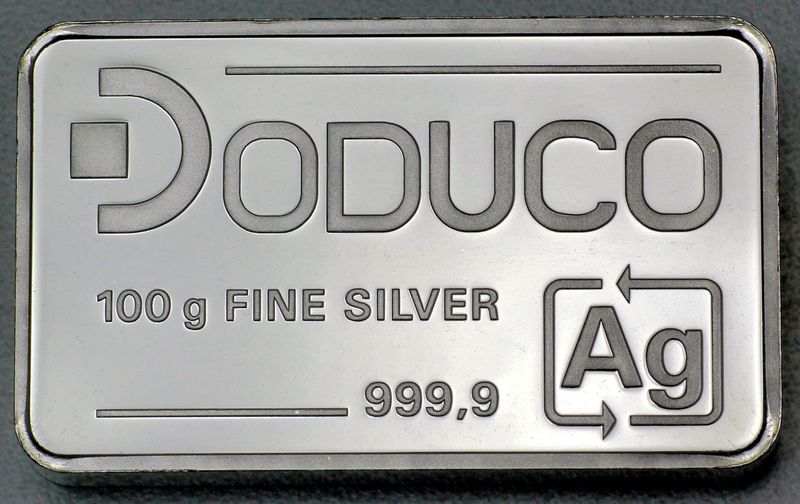 DODUCO
100 g FINE SILVER
Ag
999,9